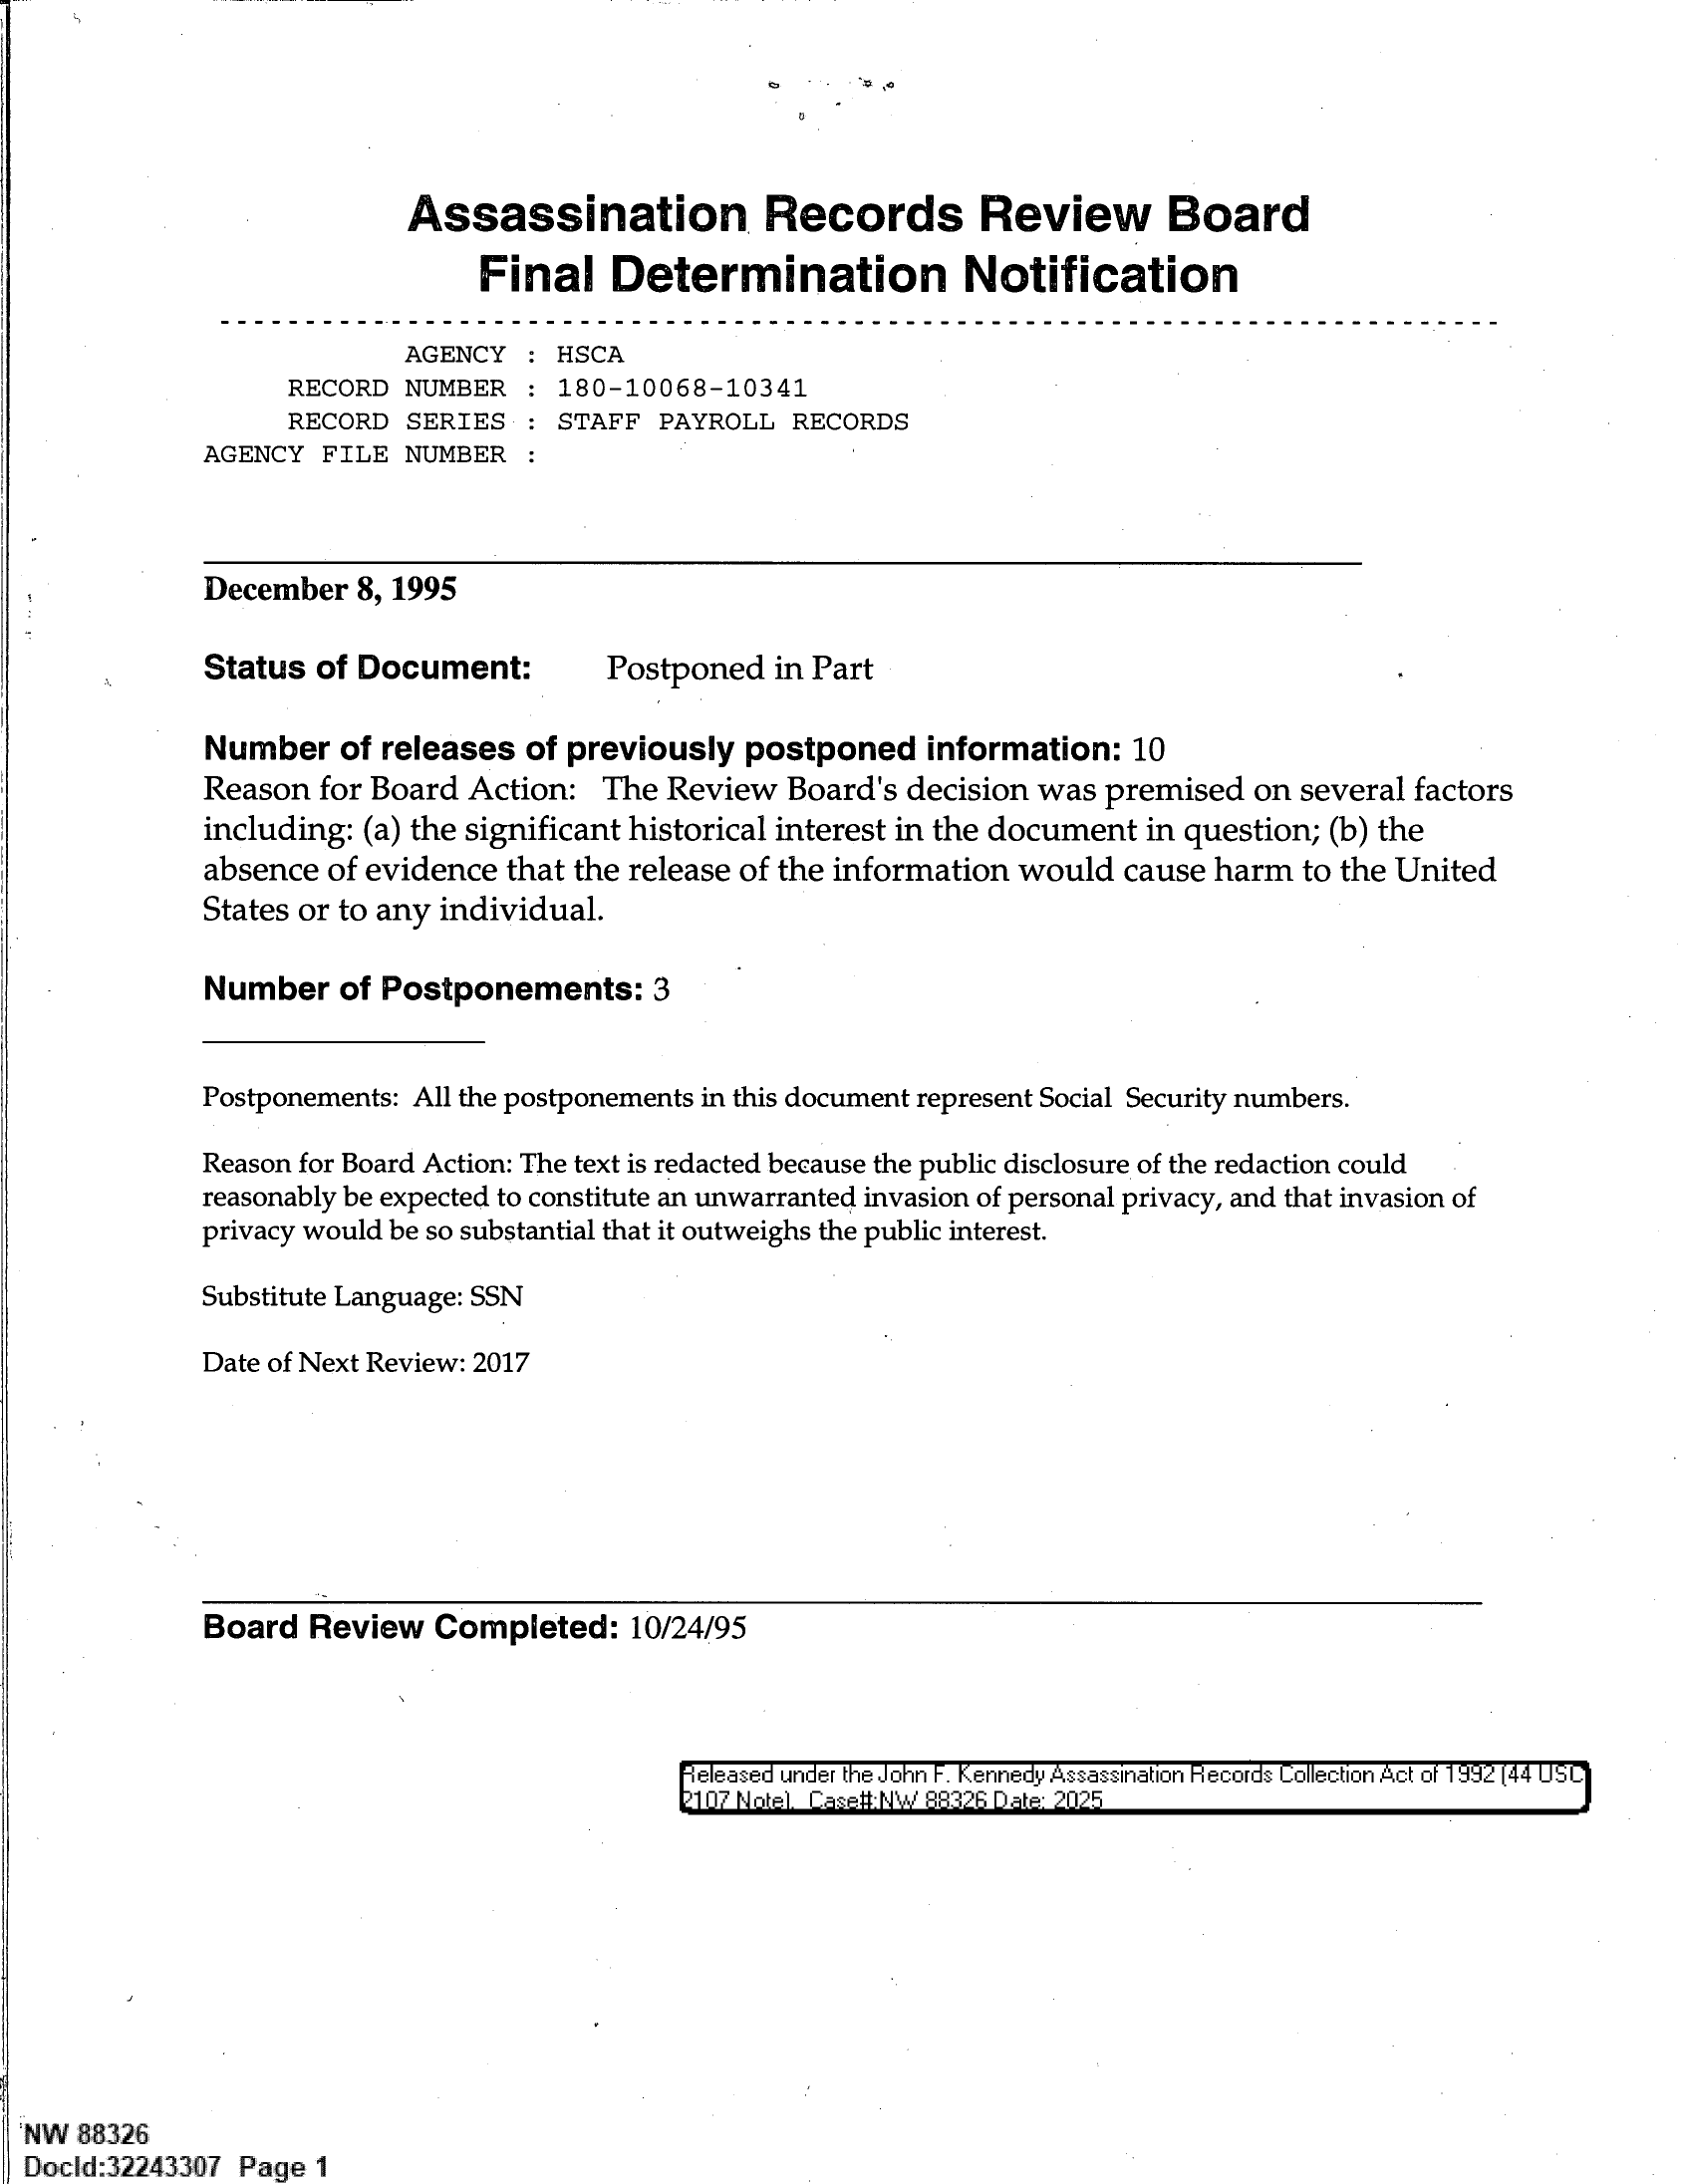 Assassination Records Review Board
Final Determination Notification
AGENCY : HSCA
RECORD NUMBER : 180-10068-10341
RECORD SERIES : STAFF PAYROLL RECORDS
AGENCY FILE NUMBER :
December 8, 1995
Status of Document: Postponed in Part
Number of releases of previously postponed information: 10
Reason for Board Action: The Review Board's decision was premised on several factors
including: (a) the significant historical interest in the document in question; (b) the
absence of evidence that the release of the information would cause harm to the United
States or to any individual.
Number of Postponements: 3
Postponements: All the postponements in this document represent Social Security numbers.
Reason for Board Action: The text is redacted because the public disclosure of the redaction could
reasonably be expected to constitute an unwarranted invasion of personal privacy, and that invasion of
privacy would be so substantial that it outweighs the public interest.
Substitute Language: SSN
Date of Next Review: 2017
Board Review Completed: 10/24/95
Released under the John F. Kennedy Assassination Records Collection Act of 1992 (44 USC
2107 Note). Case#:NW 88326 Date: 2025
NW 88326
DocId:32243307 Page 1